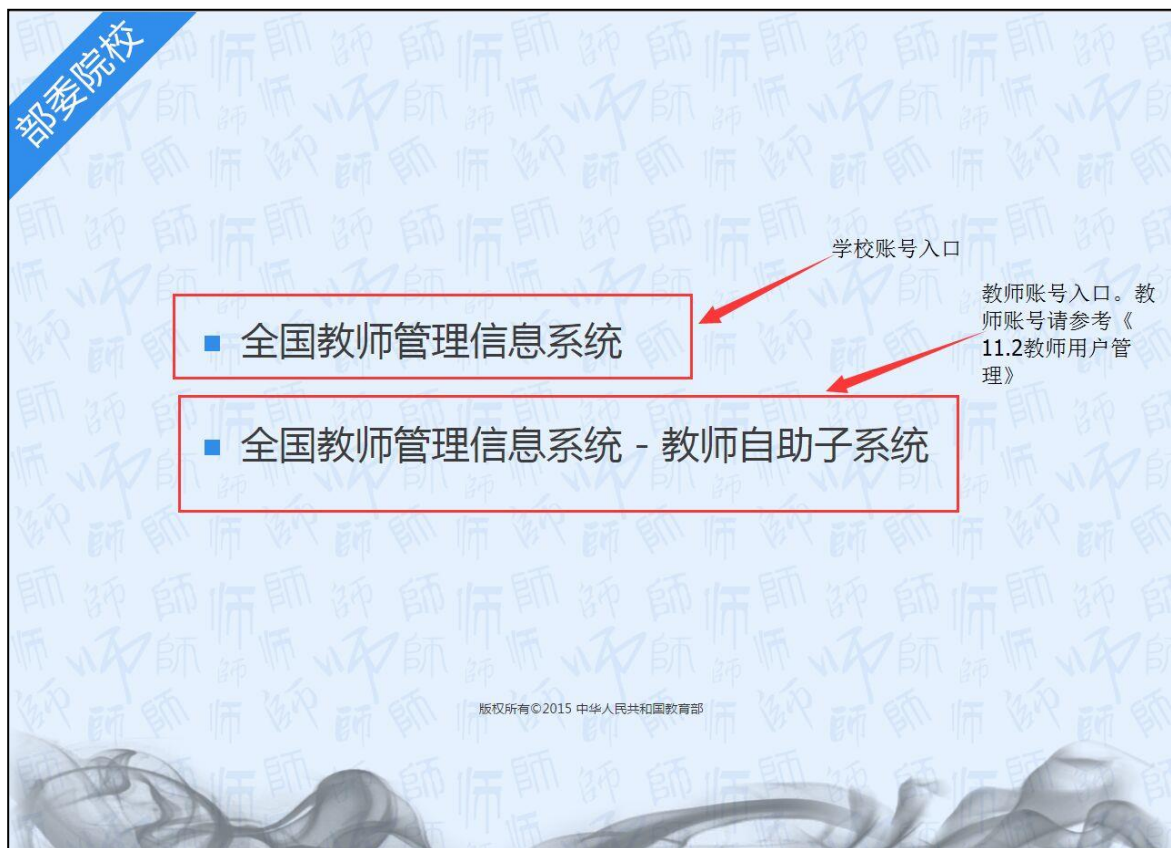 部委院校
学校账号入口
教师账号入口。教
师账号请参考《
11.2教师用户管
理》
全国教师管理信息系统
全国教师管理信息系统 - 教师自助子系统
版权所有©2015 中华人民共和国教育部